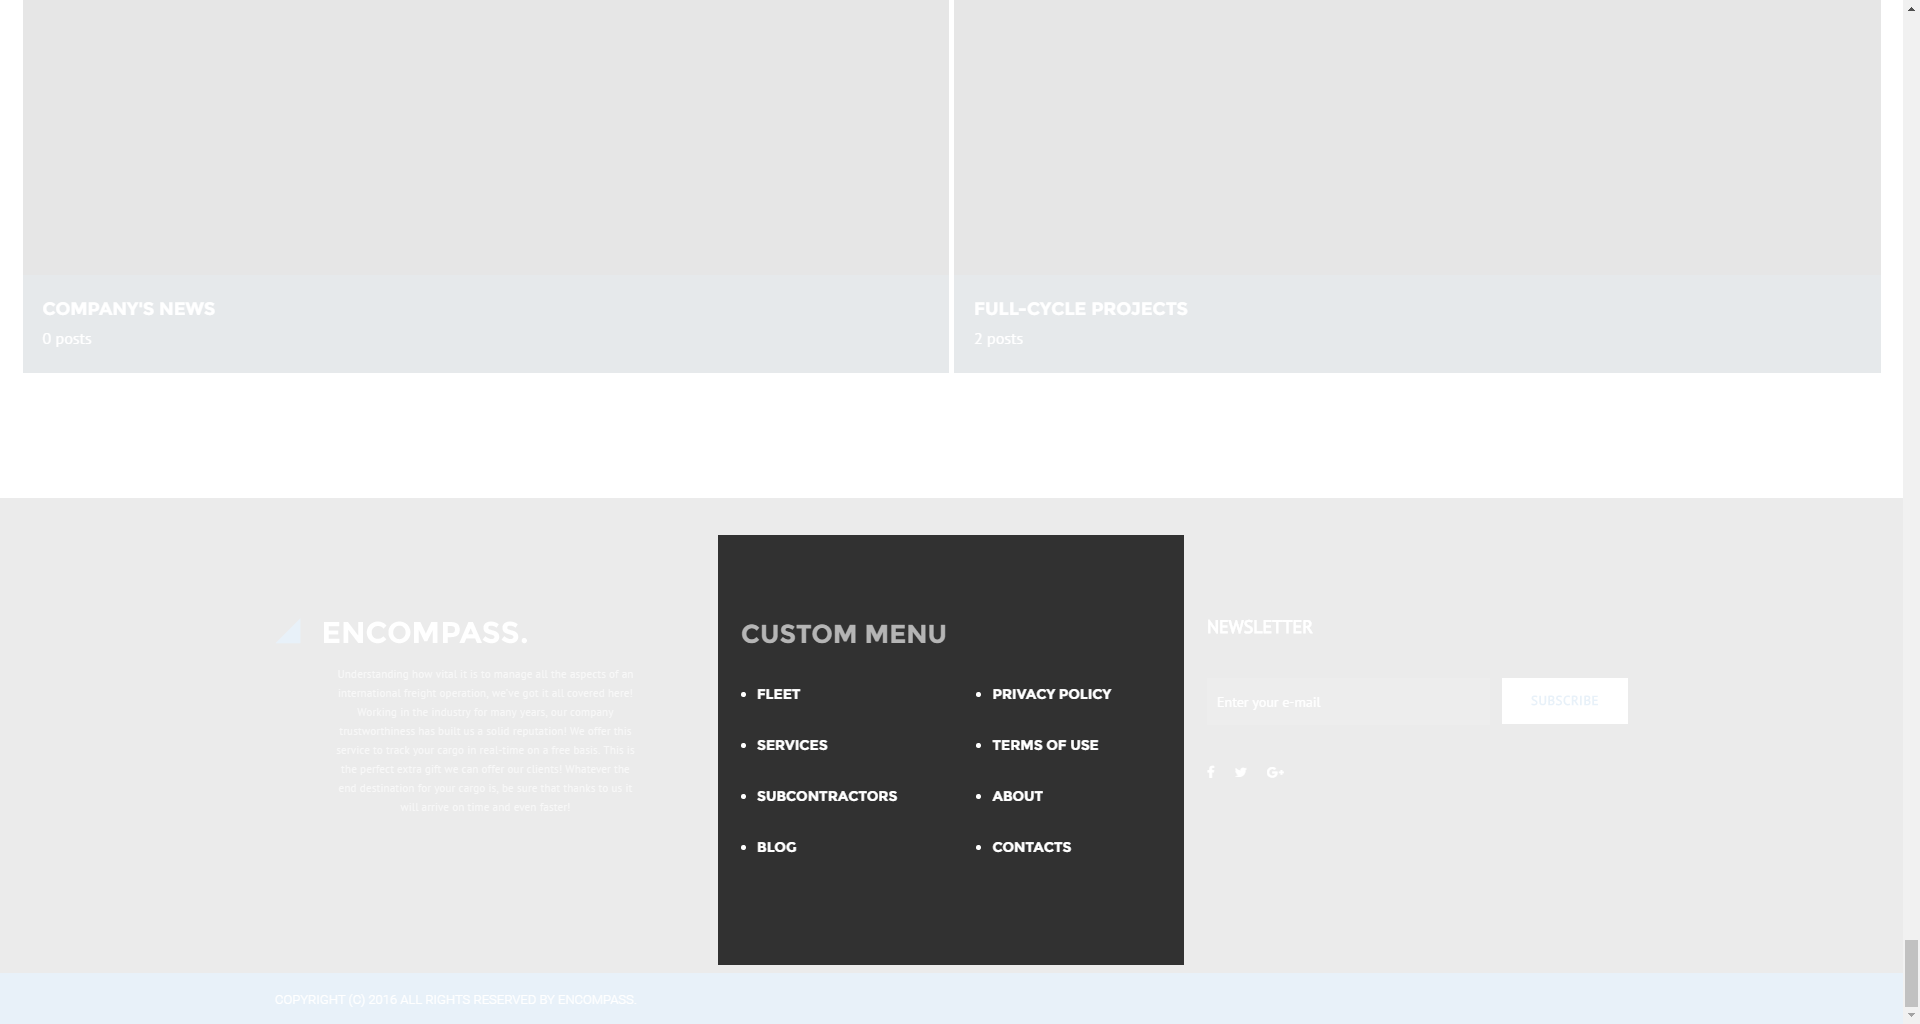 COMPANY'S NEWS
0 posts
FULL-CYCLE PROJECTS
2 posts
ENCOMPASS.
Understanding how vital it is to manage all the aspects of an
international freight operation, we've got it all covered here!
Working in the industry for many years, our company
trustworthiness has built us a solid reputation! We offer this
service to track your cargo in real-time on a free basis. This is
the perfect extra gift we can offer our clients! Whatever the
end destination for your cargo is, be sure that thanks to us it
will arrive on time and even faster!
CUSTOM MENU
FLEET
SERVICES
SUBCONTRACTORS
BLOG
PRIVACY POLICY
TERMS OF USE
ABOUT
CONTACTS
NEWSLETTER
Enter your e-mail
SUBSCRIBE
COPYRIGHT (C) 2016 ALL RIGHTS RESERVED BY ENCOMPASS.